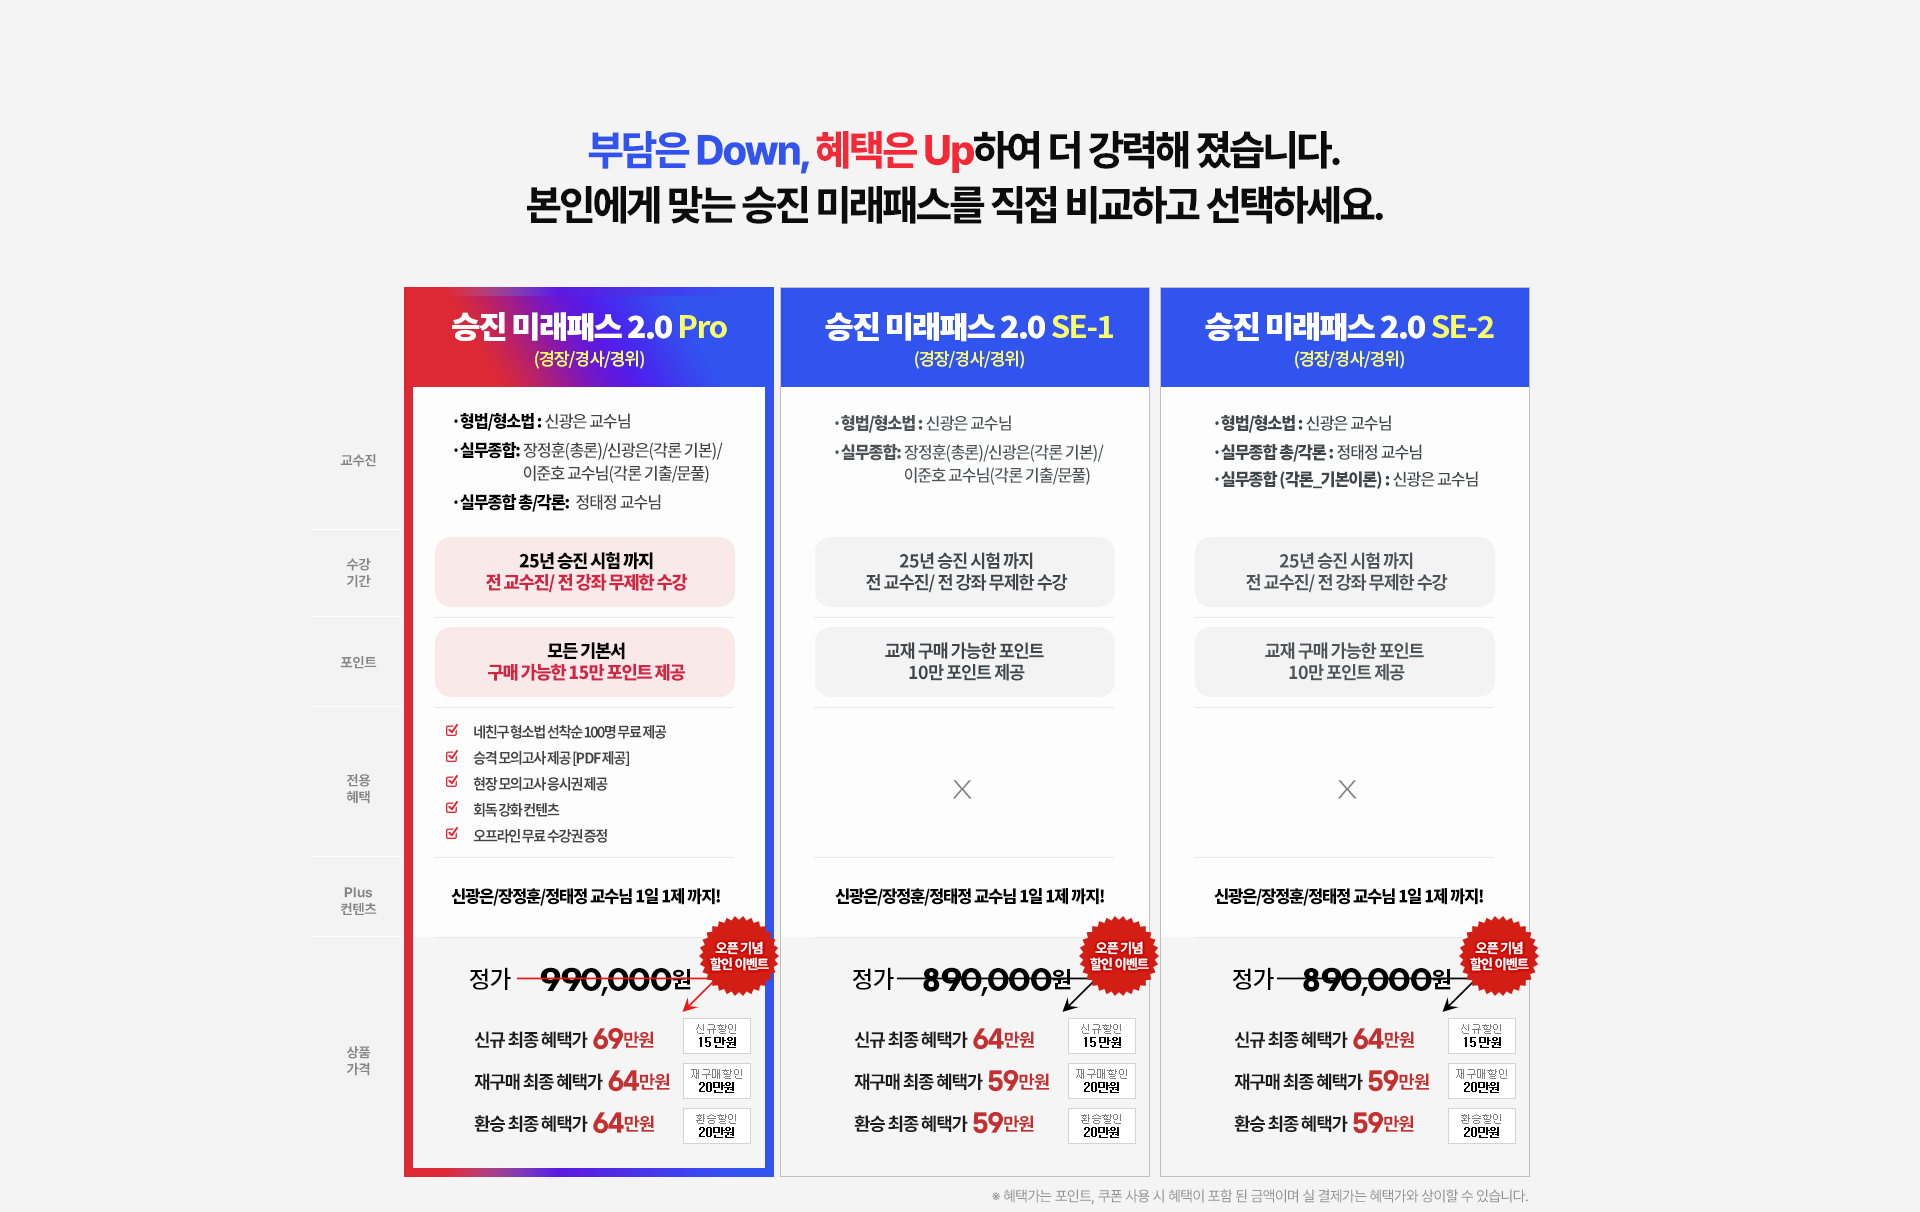 부담은 Down, 혜택은 Up하여 더 강력해 졌습니다.
본인에게 맞는 승진 미래패스를 직접 비교하고 선택하세요.
승진 미래패스 2.0 Pro
(경장/경사/경위)
승진 미래패스 2.0 SE-1
(경장/경사/경위)
승진 미래패스 2.0 SE-2
(경장/경사/경위)
교수진
· 형법/형소법 : 신광은 교수님
· 실무종합: 장정훈(총론)/신광은(각론 기본)/
이준호 교수님(각론 기출/문풀)
· 실무종합 총/각론: 정태정 교수님
· 형법/형소법 : 신광은 교수님
· 실무종합: 장정훈(총론)/신광은(각론 기본)/
이준호 교수님(각론 기출/문풀)
· 형법/형소법 : 신광은 교수님
· 실무종합 총/각론 : 정태정 교수님
· 실무종합 (각론_기본이론) : 신광은 교수님
수강
기간
25년 승진 시험 까지
전 교수진/ 전 강좌 무제한 수강
25년 승진 시험 까지
전 교수진/ 전 강좌 무제한 수강
25년 승진 시험 까지
전 교수진/ 전 강좌 무제한 수강
포인트
모든 기본서
구매 가능한 15만 포인트 제공
교재 구매 가능한 포인트
10만 포인트 제공
교재 구매 가능한 포인트
10만 포인트 제공
전용
혜택
네친구 형소법 선착순 100명 무료 제공
승격 모의고사 제공 [PDF 제공]
현장 모의고사 응시권 제공
회독 강화 컨텐츠
오프라인 무료 수강권 증정
X
X
Plus
컨텐츠
신광은/장정훈/정태정 교수님 1일 1제 까지!
신광은/장정훈/정태정 교수님 1일 1제 까지!
신광은/장정훈/정태정 교수님 1일 1제 까지!
상품
가격
정가 990,000원
오픈 기념
할인 이벤트
신규 최종 혜택가 69만원
신규할인
15만원
재구매 최종 혜택가 64만원
재구매할인
20만원
환승 최종 혜택가 64만원
환승할인
20만원
정가 890,000원
오픈 기념
할인 이벤트
신규 최종 혜택가 64만원
신규할인
15만원
재구매 최종 혜택가 59만원
재구매할인
20만원
환승 최종 혜택가 59만원
환승할인
20만원
정가 890,000원
오픈 기념
할인 이벤트
신규 최종 혜택가 64만원
신규할인
15만원
재구매 최종 혜택가 59만원
재구매할인
20만원
환승 최종 혜택가 59만원
환승할인
20만원
※ 혜택가는 포인트, 쿠폰 사용 시 혜택이 포함 된 금액이며 실 결제가는 혜택가와 상이할 수 있습니다.